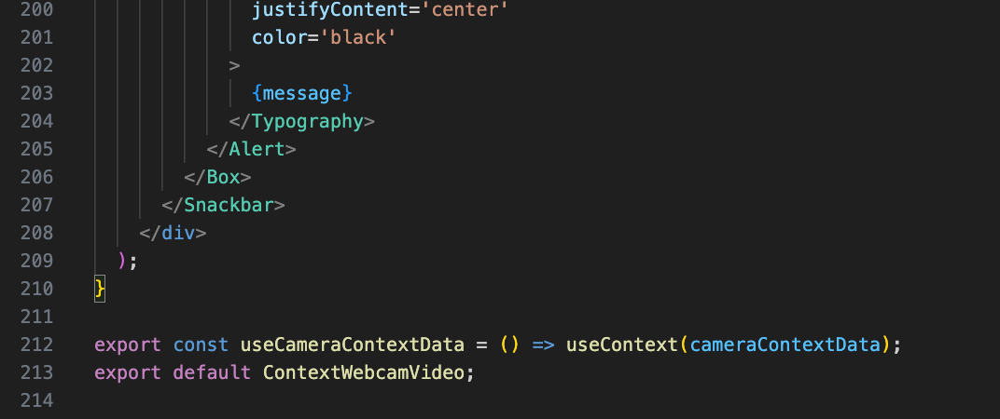 200 justifyContent='center'
201 color='black'
202 >
203 {message}
204 </Typography>
205 </Alert>
206 </Box>
207 </Snackbar>
208 </div>
209 );
210 }
211
212 export const useCameraContextData = () => useContext(cameraContextData);
213 export default ContextWebcamVideo;
214